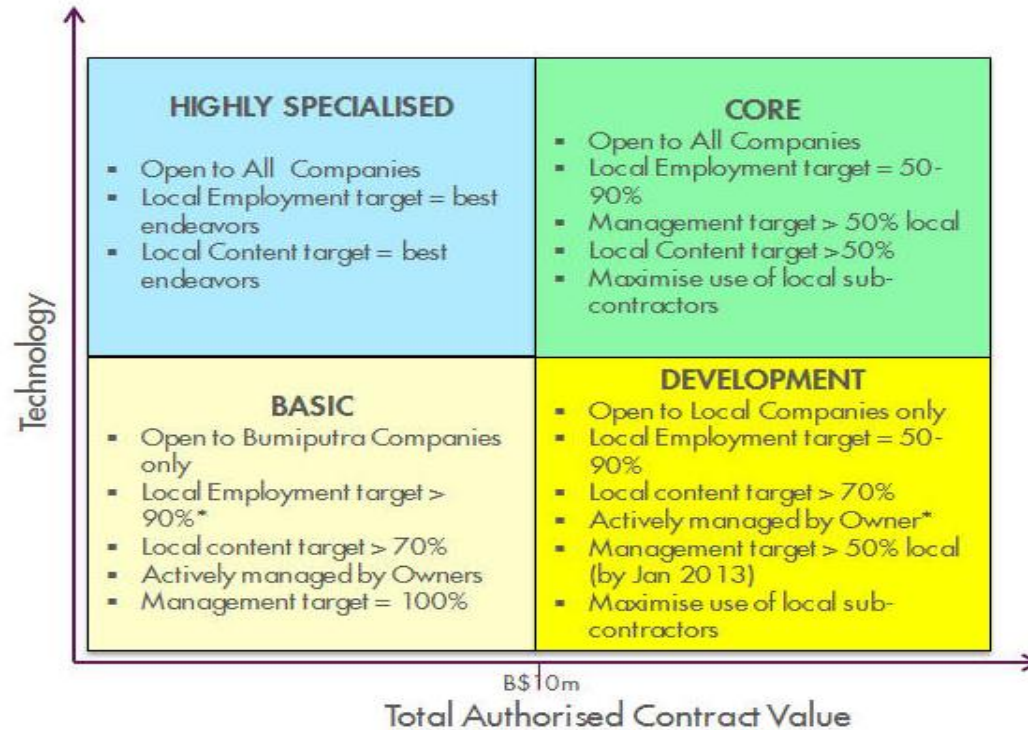 Technology
HIGHLY SPECIALISED
▪ Open to All Companies
▪ Local Employment target = best
endeavors
▪ Local Content target = best
endeavors
CORE
▪ Open to All Companies
▪ Local Employment target = 50-
90%
▪ Management target > 50% local
▪ Local Content target >50%
▪ Maximise use of local sub-
contractors
BASIC
▪ Open to Bumiputra Companies
only
▪ Local Employment target >
90%*
▪ Local content target > 70%
▪ Actively managed by Owners
▪ Management target = 100%
DEVELOPMENT
▪ Open to Local Companies only
▪ Local Employment target = 50-
90%
▪ Local content target > 70%
▪ Actively managed by Owner*
▪ Management target > 50% local
(by Jan 2013)
▪ Maximise use of local sub-
contractors
B$10m
Total Authorised Contract Value